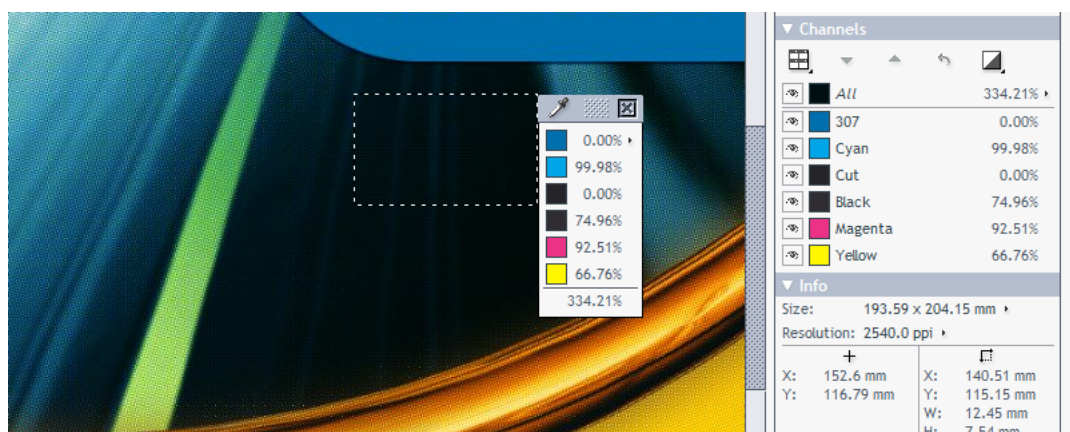 0.00%
99.98%
0.00%
74.96%
92.51%
66.76%
334.21%
Channels
All 334.21%
307 0.00%
Cyan 99.98%
Cut 0.00%
Black 74.96%
Magenta 92.51%
Yellow 66.76%
Info
Size: 193.59 x 204.15 mm
Resolution: 2540.0 ppi
X: 152.6 mm X: 140.51 mm
Y: 116.79 mm Y: 115.15 mm
W: 12.45 mm
H: 7.54 mm